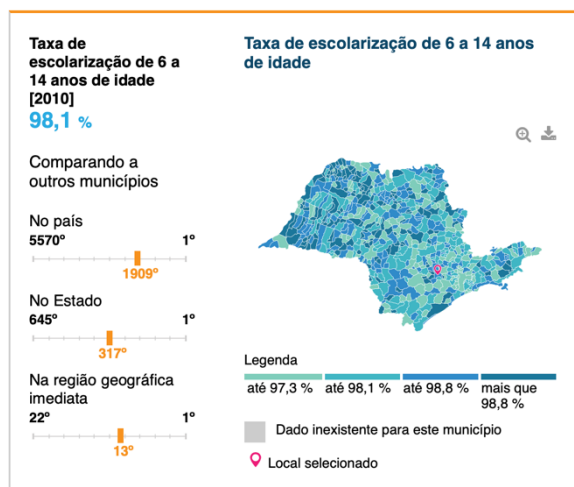 Taxa de
escolarização de 6 a
14 anos de idade
[2010]
98,1 %
Comparando a
outros municípios
No país
5570º 1º
1909º
No Estado
645º 1º
317º
Na região geográfica
imediata
22º 1º
13º
Taxa de escolarização de 6 a 14 anos
de idade
Legenda
até 97,3 % até 98,1 % até 98,8 % mais que
98,8 %
Dado inexistente para este município
Local selecionado